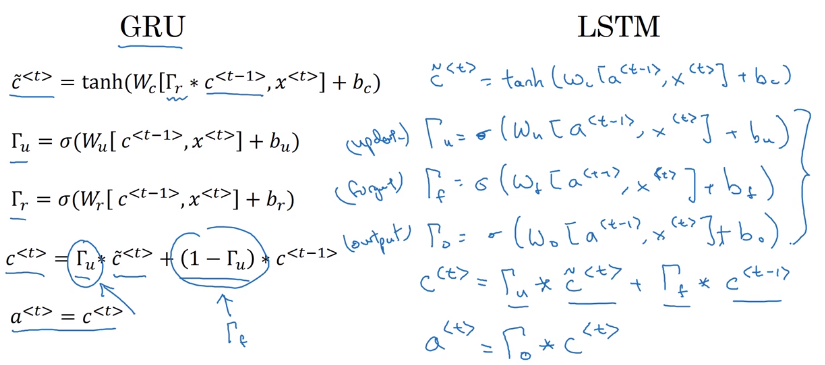 GRU
c̃<t> = tanh(Wc[Γr * c<t−1>, x<t>] + bc)
Γu = σ(Wu[ c<t−1>, x<t>] + bu)
Γr = σ(Wr[ c<t−1>, x<t>] + br)
c<t> = Γu * c̃<t> + (1 − Γu) * c<t−1>
Γf
a<t> = c<t>
LSTM
c̃<t> = tanh(Wc[a<t-1>, x<t>] + bc)
(update) Γu = σ(Wu[a<t-1>, x<t>] + bu)
(forget) Γf = σ(Wf[a<t-1>, x<t>] + bf)
(output) Γo = σ(Wo[a<t-1>, x<t>] + bo)
c<t> = Γu * c̃<t> + Γf * c<t-1>
a<t> = Γo * c<t>